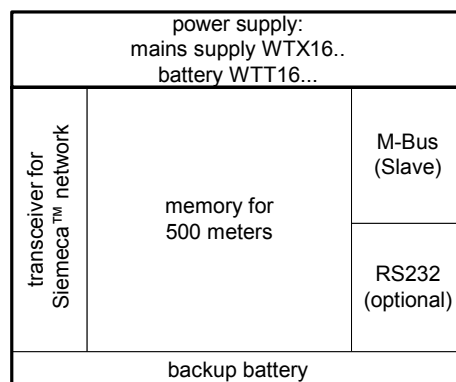 power supply:
mains supply WTX16..
battery WTT16...
transceiver for
Siemeca™ network
memory for
500 meters
M-Bus
(Slave)
RS232
(optional)
backup battery